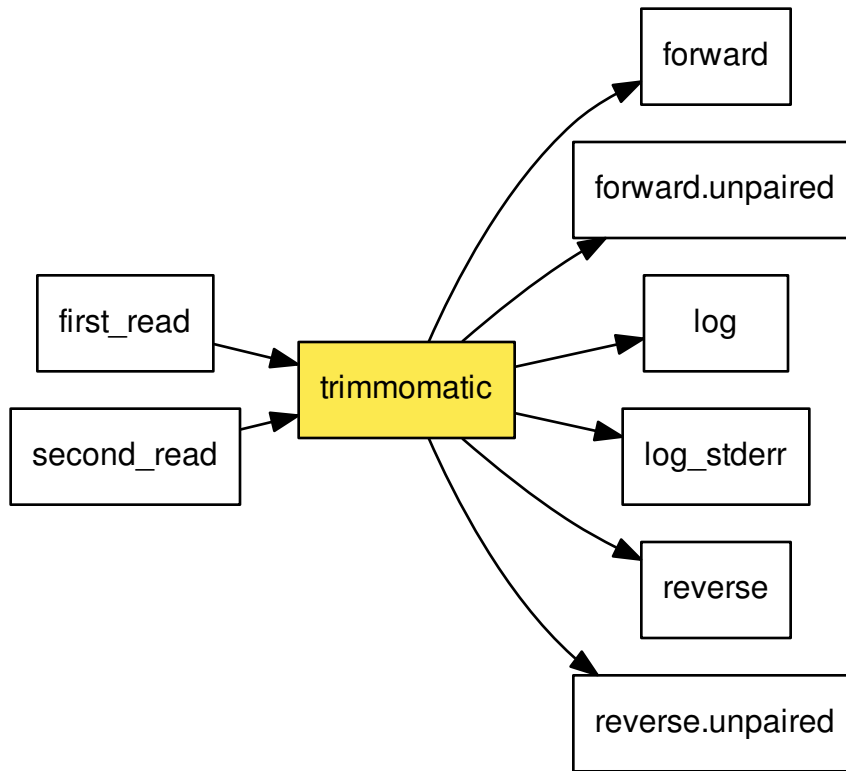 forward
forward.unpaired
first_read
log
trimmomatic
second_read
log_stderr
reverse
reverse.unpaired